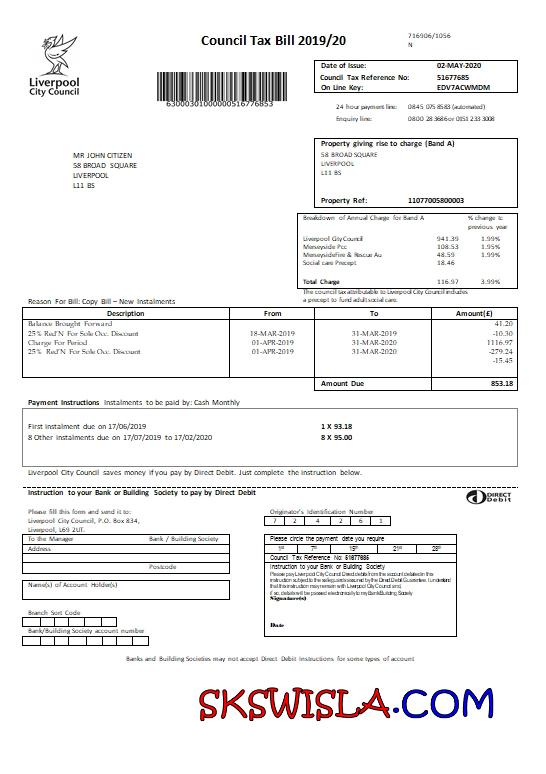 Council Tax Bill 2019/20
716906/1056
N
Liverpool
City Council
63000301000000516776853
Date of Issue: 02-MAY-2020
Council Tax Reference No: 51677685
On Line Key: EDV7ACWMDM
24 hour payment line: 0845 075 8583 (automated)
Enquiry line: 0800 28 3686 or 0151 233 3008
MR JOHN CITIZEN
58 BROAD SQUARE
LIVERPOOL
L11 BS
Property giving rise to charge (Band A)
58 BROAD SQUARE
LIVERPOOL
L11 BS
Property Ref: 11077005800003
Breakdown of Annual Charge for Band A % change to
previous year
Liverpool City Council 941.39 1.99%
Merseyside Pcc 108.53 1.95%
Merseyside Fire & Rescue Au 48.59 1.99%
Social care Precept 18.46
Total Charge 116.97 3.99%
The council tax attributable to Liverpool City Council includes
a precept to fund adult social care.
Reason For Bill: Copy Bill – New Instalments
Description From To Amount(£)
Balance Brought Forward 41.20
25% Red'N For Sole Occ. Discount 18-MAR-2019 31-MAR-2019 -10.30
Charge For Period 01-APR-2019 31-MAR-2020 1116.97
25% Red'N For Sole Occ. Discount 01-APR-2019 31-MAR-2020 -279.24
-15.45
Amount Due 853.18
Payment Instructions Instalments to be paid by: Cash Monthly
First instalment due on 17/06/2019 1 X 93.18
8 Other instalments due on 17/07/2019 to 17/02/2020 8 X 95.00
Liverpool City Council saves money if you pay by Direct Debit. Just complete the instruction below.
Instruction to your Bank or Building Society to pay by Direct Debit
DIRECT
Debit
Please fill this form and send it to:
Liverpool City Council, P.O. Box 834,
Liverpool, L69 2UT.
Originator's Identification Number
7 2 4 2 6 1
To the Manager Bank / Building Society
Address
Postcode
Name(s) of Account Holder(s)
Branch Sort Code
Bank/Building Society account number
Please circle the payment date you require
1st 7th 15th 21st 28th
Council Tax Reference No: 51677685
Instruction to your Bank or Building Society
Please pay Liverpool City Council Direct debits from the account detailed in this
instruction subject to the safeguards assured by the Direct Debit Guarantee. I understand
that this instruction may remain with Liverpool City Council and,
if so, details will be passed electronically to my Bank/Building Society
Signature(s)
Date
Banks and Building Societies may not accept Direct Debit Instructions for some types of account
SKSWISLA.COM